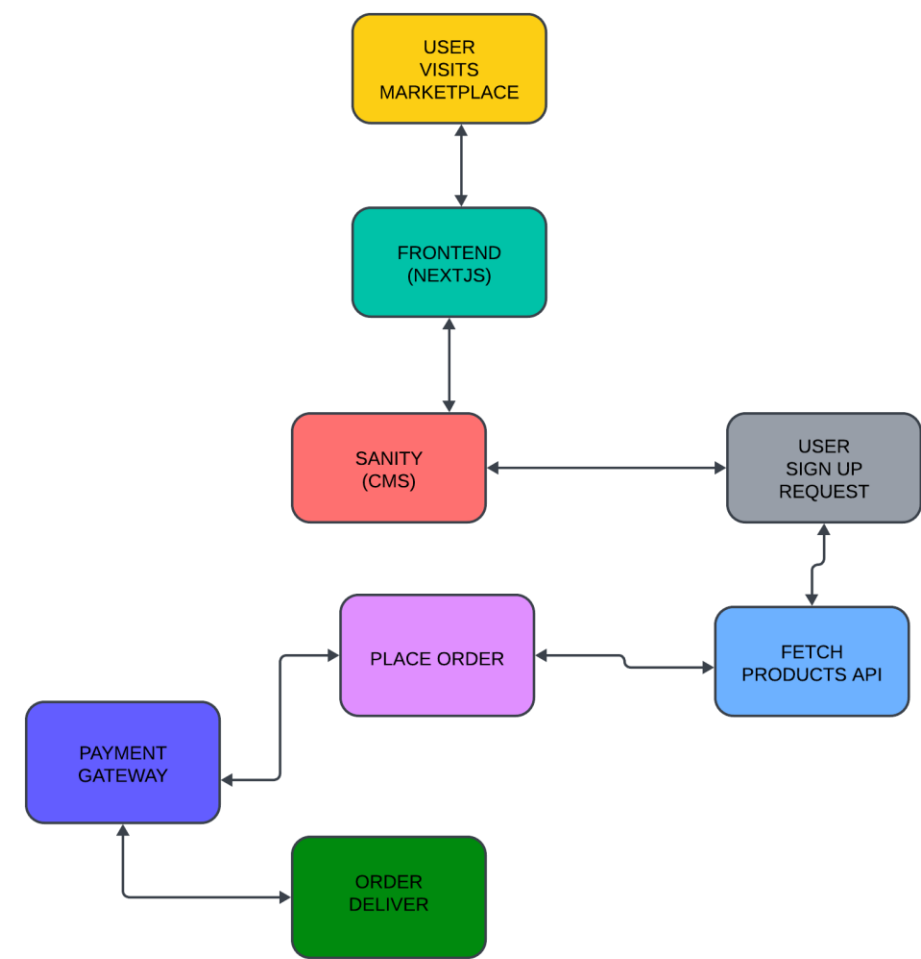 USER
VISITS
MARKETPLACE
FRONTEND
(NEXTJS)
SANITY
(CMS)
USER
SIGN UP
REQUEST
PLACE ORDER
FETCH
PRODUCTS API
PAYMENT
GATEWAY
ORDER
DELIVER